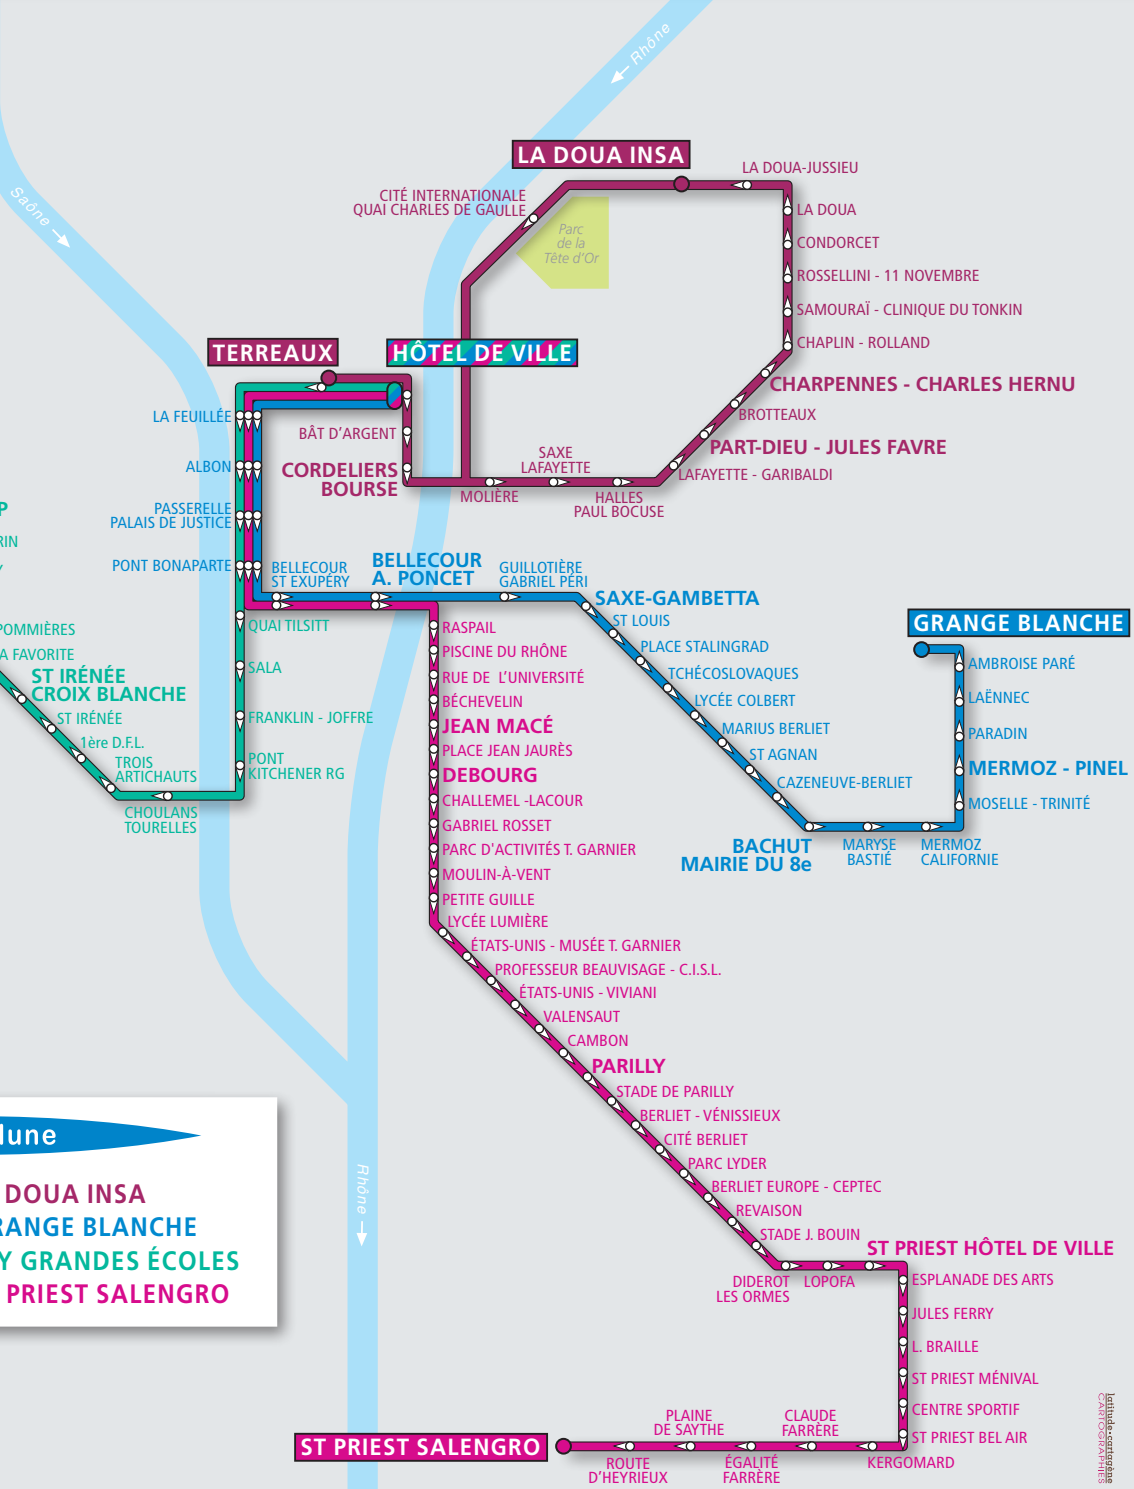 Rhône
LA DOUA INSA
LA DOUA-JUSSIEU
CITÉ INTERNATIONALE
QUAI CHARLES DE GAULLE
LA DOUA
Saône
Parc
de la
Tête d'Or
CONDORCET
ROSSELLINI - 11 NOVEMBRE
SAMOURAÏ - CLINIQUE DU TONKIN
CHAPLIN - ROLLAND
TERREAUX
HÔTEL DE VILLE
CHARPENNES - CHARLES HERNU
BROTTEAUX
LA FEUILLÉE
BÂT D'ARGENT
PART-DIEU - JULES FAVRE
ALBON
CORDELIERS
BOURSE
SAXE
LAFAYETTE
LAFAYETTE - GARIBALDI
MOLIÈRE
HALLES
PAUL BOCUSE
P
RIN
PASSERELLE
PALAIS DE JUSTICE
PONT BONAPARTE
BELLECOUR
ST EXUPÉRY
BELLECOUR
A. PONCET
GUILLOTIÈRE
GABRIEL PÉRI
SAXE-GAMBETTA
ST LOUIS
PLACE STALINGRAD
TCHÉCOSLOVAQUES
LYCÉE COLBERT
MARIUS BERLIET
ST AGNAN
CAZENEUVE-BERLIET
BACHUT
MAIRIE DU 8e
MARYSE
BASTIÉ
MERMOZ
CALIFORNIE
GRANGE BLANCHE
AMBROISE PARÉ
LAËNNEC
PARADIN
MERMOZ - PINEL
MOSELLE - TRINITÉ
QUAI TILSITT
SALA
FRANKLIN - JOFFRE
PONT
KITCHENER RG
POMMIÈRES
A FAVORITE
ST IRÉNÉE
CROIX BLANCHE
ST IRÉNÉE
1ère D.F.L.
TROIS
ARTICHAUTS
CHOULANS
TOURELLES
RASPAIL
PISCINE DU RHÔNE
RUE DE L'UNIVERSITÉ
BÉCHEVELIN
JEAN MACÉ
PLACE JEAN JAURÈS
DEBOURG
CHALLEMEL -LACOUR
GABRIEL ROSSET
PARC D'ACTIVITÉS T. GARNIER
MOULIN-À-VENT
PETITE GUILLE
LYCÉE LUMIÈRE
ÉTATS-UNIS - MUSÉE T. GARNIER
PROFESSEUR BEAUVISAGE - C.I.S.L.
ÉTATS-UNIS - VIVIANI
VALENSAUT
CAMBON
PARILLY
STADE DE PARILLY
BERLIET - VÉNISSIEUX
CITÉ BERLIET
PARC LYDER
BERLIET EUROPE - CEPTEC
REVAISON
STADE J. BOUIN
ST PRIEST HÔTEL DE VILLE
DIDEROT
LES ORMES
LOPOFA
ESPLANADE DES ARTS
JULES FERRY
L. BRAILLE
ST PRIEST MÉNIVAL
CENTRE SPORTIF
ST PRIEST BEL AIR
KERGOMARD
CLAUDE
FARRÈRE
ÉGALITÉ
FARRÈRE
PLAINE
DE SAYTHE
ROUTE
D'HEYRIEUX
ST PRIEST SALENGRO
lune
DOUA INSA
RANGE BLANCHE
Y GRANDES ÉCOLES
PRIEST SALENGRO
Rhône
latitude-cartagène
CARTOGRAPHIES